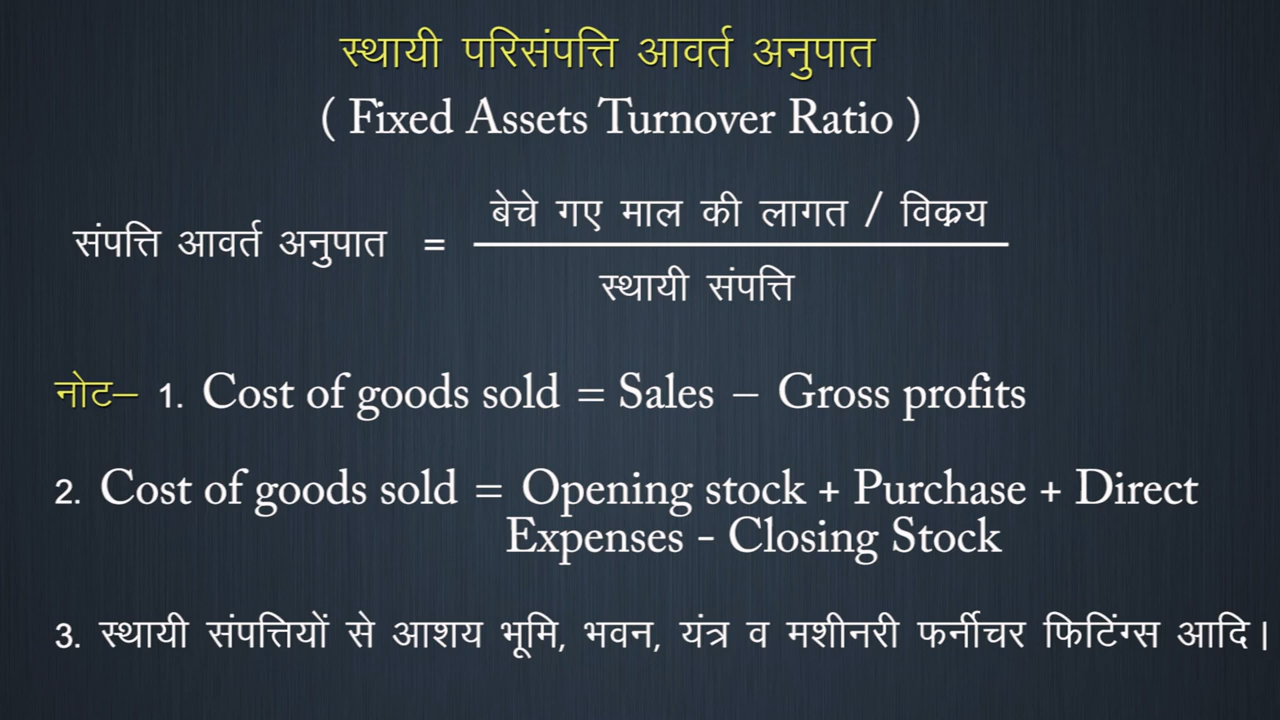 स्थायी परिसंपत्ति आवर्त अनुपात
( Fixed Assets Turnover Ratio )
बेचे गए माल की लागत / विक्रय
संपत्ति आवर्त अनुपात =
स्थायी संपत्ति
नोट– 1. Cost of goods sold = Sales – Gross profits
2. Cost of goods sold = Opening stock + Purchase + Direct
Expenses - Closing Stock
3. स्थायी संपत्तियों से आशय भूमि, भवन, यंत्र व मशीनरी फर्नीचर फिटिंग्स आदि।